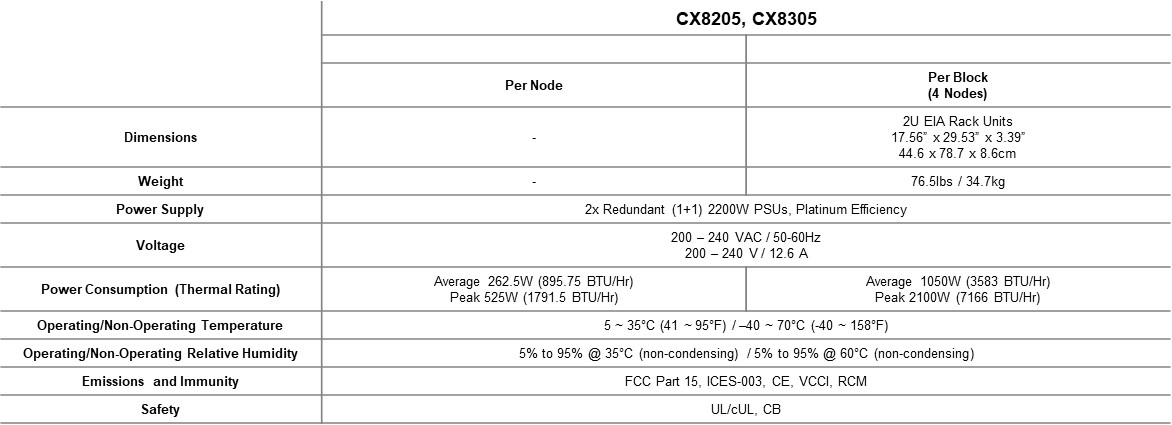 CX8205, CX8305
Per Node
Per Block
(4 Nodes)
Dimensions
-
2U EIA Rack Units
17.56” x 29.53” x 3.39”
44.6 x 78.7 x 8.6cm
Weight
-
76.5lbs / 34.7kg
Power Supply
2x Redundant (1+1) 2200W PSUs, Platinum Efficiency
Voltage
200 – 240 VAC / 50-60Hz
200 – 240 V / 12.6 A
Power Consumption (Thermal Rating)
Average 262.5W (895.75 BTU/Hr)
Peak 525W (1791.5 BTU/Hr)
Average 1050W (3583 BTU/Hr)
Peak 2100W (7166 BTU/Hr)
Operating/Non-Operating Temperature
5 ~ 35°C (41 ~ 95°F) / –40 ~ 70°C (-40 ~ 158°F)
Operating/Non-Operating Relative Humidity
5% to 95% @ 35°C (non-condensing) / 5% to 95% @ 60°C (non-condensing)
Emissions and Immunity
FCC Part 15, ICES-003, CE, VCCI, RCM
Safety
UL/cUL, CB